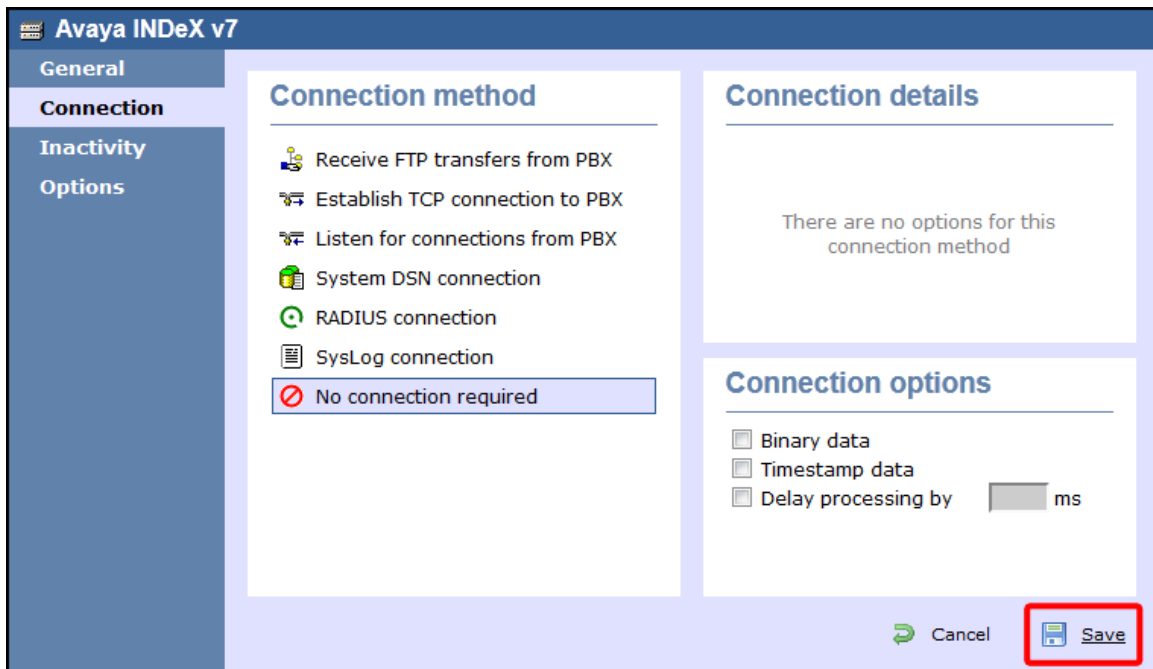 Avaya INDeX v7
General
Connection
Inactivity
Options
Connection method
Receive FTP transfers from PBX
Establish TCP connection to PBX
Listen for connections from PBX
System DSN connection
RADIUS connection
SysLog connection
No connection required
Connection details
There are no options for this
connection method
Connection options
Binary data
Timestamp data
Delay processing by ms
Cancel
Save